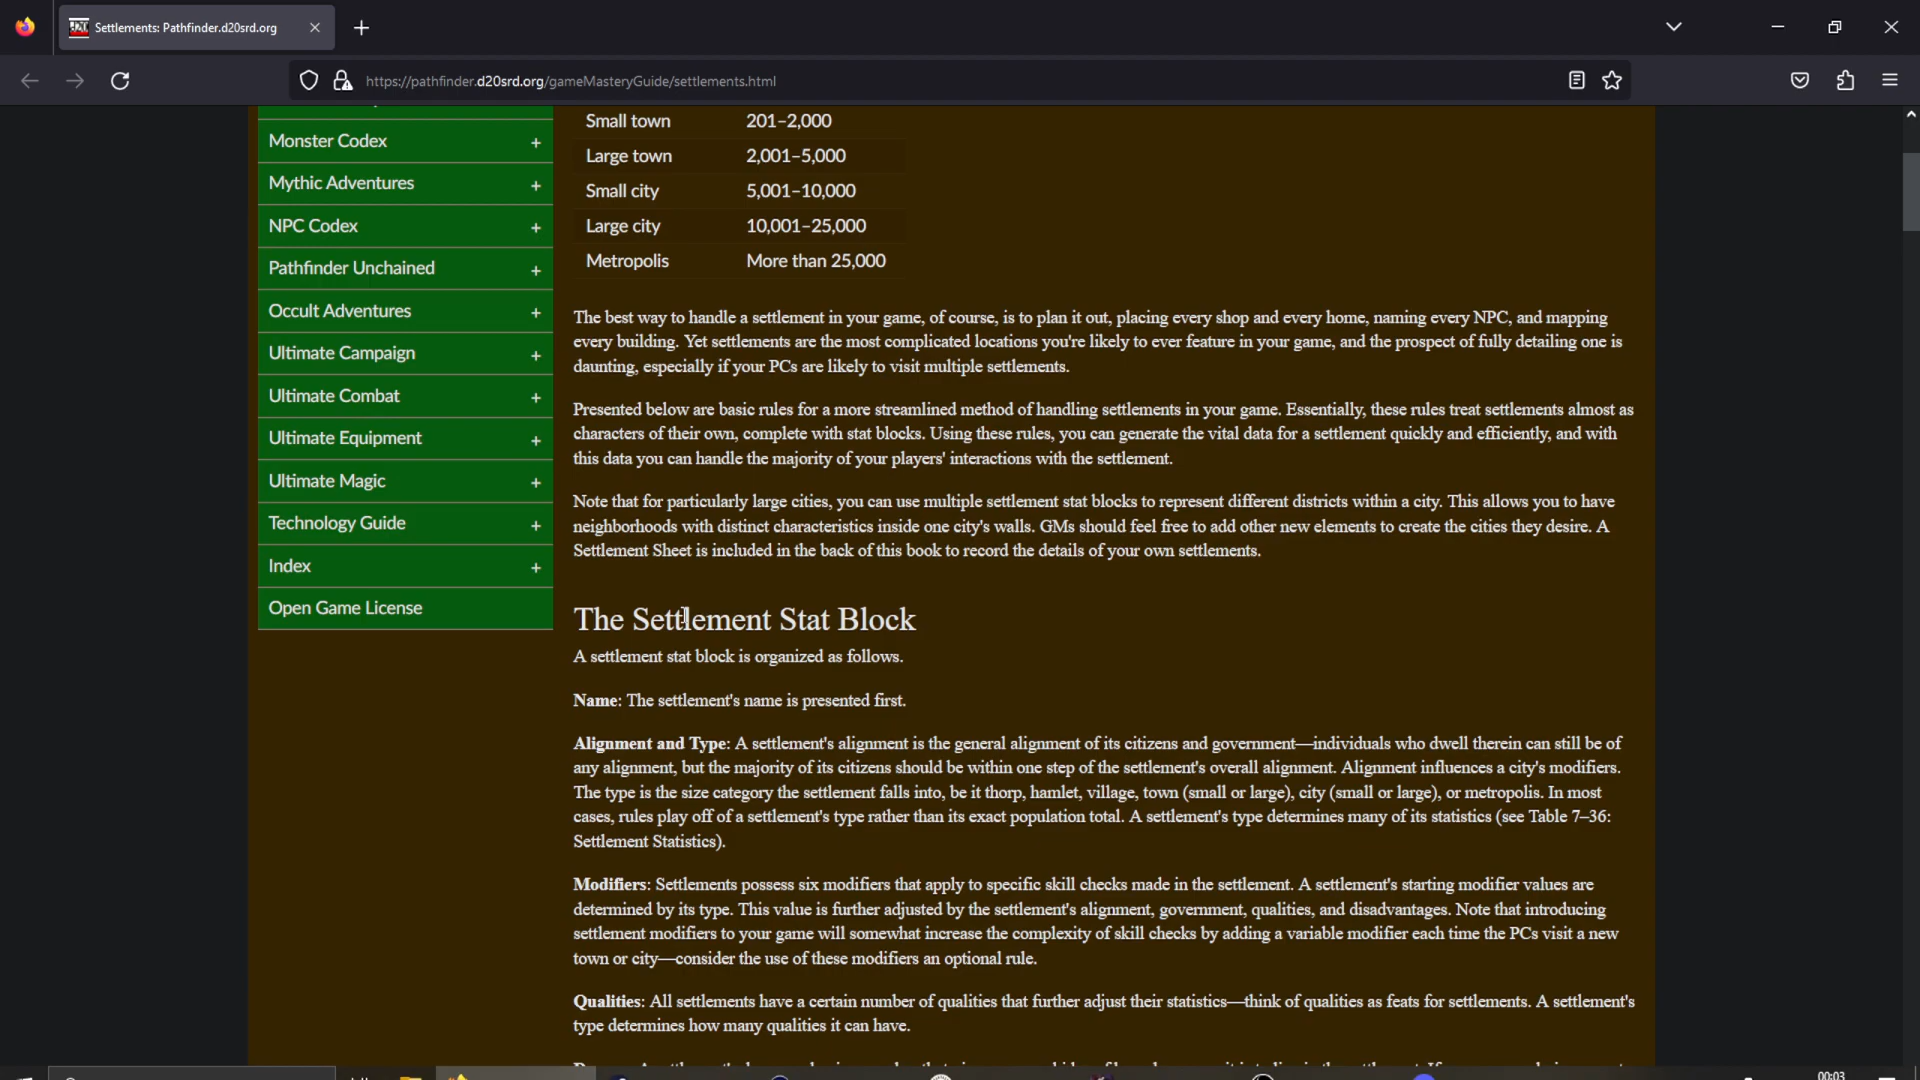 Settlements: Pathfinder.d20srd.org
https://pathfinder.d20srd.org/gameMasteryGuide/settlements.html
Monster Codex +
Mythic Adventures +
NPC Codex +
Pathfinder Unchained +
Occult Adventures +
Ultimate Campaign +
Ultimate Combat +
Ultimate Equipment +
Ultimate Magic +
Technology Guide +
Index +
Open Game License
Small town 201–2,000
Large town 2,001–5,000
Small city 5,001–10,000
Large city 10,001–25,000
Metropolis More than 25,000
The best way to handle a settlement in your game, of course, is to plan it out, placing every shop and every home, naming every NPC, and mapping
every building. Yet settlements are the most complicated locations you're likely to ever feature in your game, and the prospect of fully detailing one is
daunting, especially if your PCs are likely to visit multiple settlements.
Presented below are basic rules for a more streamlined method of handling settlements in your game. Essentially, these rules treat settlements almost as
characters of their own, complete with stat blocks. Using these rules, you can generate the vital data for a settlement quickly and efficiently, and with
this data you can handle the majority of your players' interactions with the settlement.
Note that for particularly large cities, you can use multiple settlement stat blocks to represent different districts within a city. This allows you to have
neighborhoods with distinct characteristics inside one city's walls. GMs should feel free to add other new elements to create the cities they desire. A
Settlement Sheet is included in the back of this book to record the details of your own settlements.
The Settlement Stat Block
A settlement stat block is organized as follows.
Name: The settlement's name is presented first.
Alignment and Type: A settlement's alignment is the general alignment of its citizens and government—individuals who dwell therein can still be of
any alignment, but the majority of its citizens should be within one step of the settlement's overall alignment. Alignment influences a city's modifiers.
The type is the size category the settlement falls into, be it thorp, hamlet, village, town (small or large), city (small or large), or metropolis. In most
cases, rules play off of a settlement's type rather than its exact population total. A settlement's type determines many of its statistics (see Table 7–36:
Settlement Statistics).
Modifiers: Settlements possess six modifiers that apply to specific skill checks made in the settlement. A settlement's starting modifier values are
determined by its type. This value is further adjusted by the settlement's alignment, government, qualities, and disadvantages. Note that introducing
settlement modifiers to your game will somewhat increase the complexity of skill checks by adding a variable modifier each time the PCs visit a new
town or city—consider the use of these modifiers an optional rule.
Qualities: All settlements have a certain number of qualities that further adjust their statistics—think of qualities as feats for settlements. A settlement's
type determines how many qualities it can have.
00:03